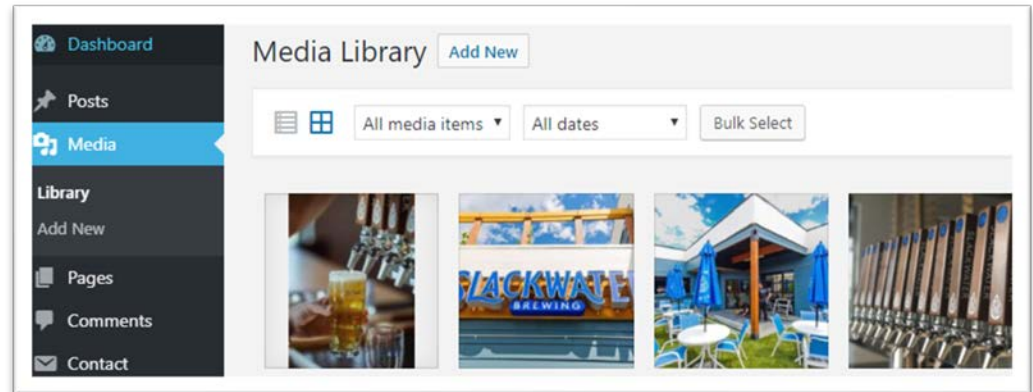 Dashboard
Posts
Media
Library
Add New
Pages
Comments
Contact
Media Library Add New
All media items All dates Bulk Select
SLACKWATE
BREWING